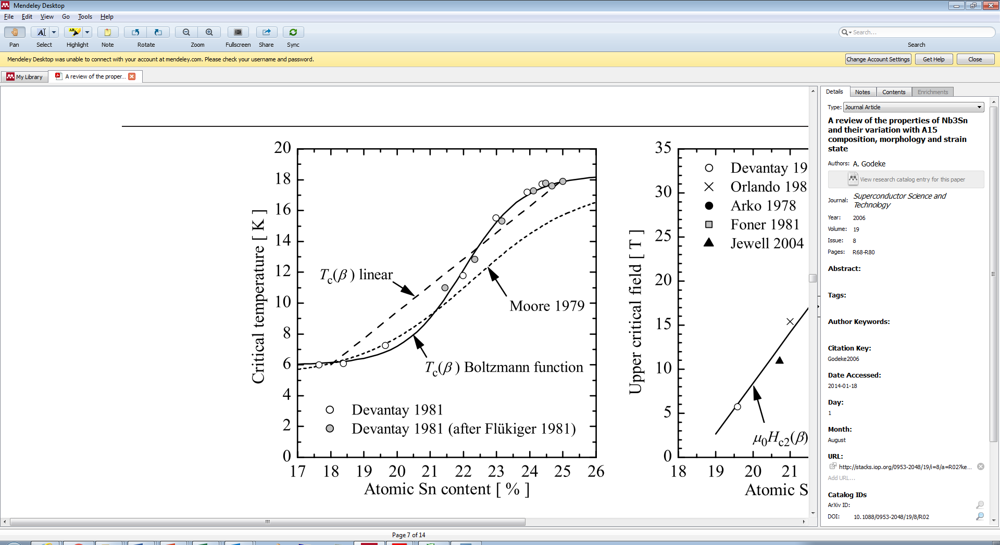 Mendeley Desktop
File Edit View Go Tools Help
Pan Select Highlight Note Rotate Zoom Fullscreen Share Sync
Search...
Search
Mendeley Desktop was unable to connect with your account at mendeley.com. Please check your username and password.
Change Account Settings Get Help Close
My Library
A review of the proper...
20
18
16
14
12
10
8
6
4
2
0
Critical temperature [ K ]
Tc(β) linear
Moore 1979
Tc(β) Boltzmann function
Devantay 1981
Devantay 1981 (after Flükiger 1981)
17 18 19 20 21 22 23 24 25 26
Atomic Sn content [ % ]
35
30
25
20
15
10
5
0
Upper critical field [ T ]
Devantay 19
Orlando 198
Arko 1978
Foner 1981
Jewell 2004
μ0Hc2(β)
18 19 20 21
Atomic S
Details Notes Contents Enrichments
Type: Journal Article
A review of the properties of Nb3Sn
and their variation with A15
composition, morphology and strain
state
Authors: A. Godeke
View research catalog entry for this paper
Journal: Superconductor Science and
Technology
Year: 2006
Volume: 19
Issue: 8
Pages: R68-R80
Abstract:
Tags:
Author Keywords:
Citation Key:
Godeke2006
Date Accessed:
2014-01-18
Day:
1
Month:
August
URL:
http://stacks.iop.org/0953-2048/19/i=8/a=R02?ke...
Add URL...
Catalog IDs
ArXiv ID:
DOI: 10.1088/0953-2048/19/8/R02
Page 7 of 14